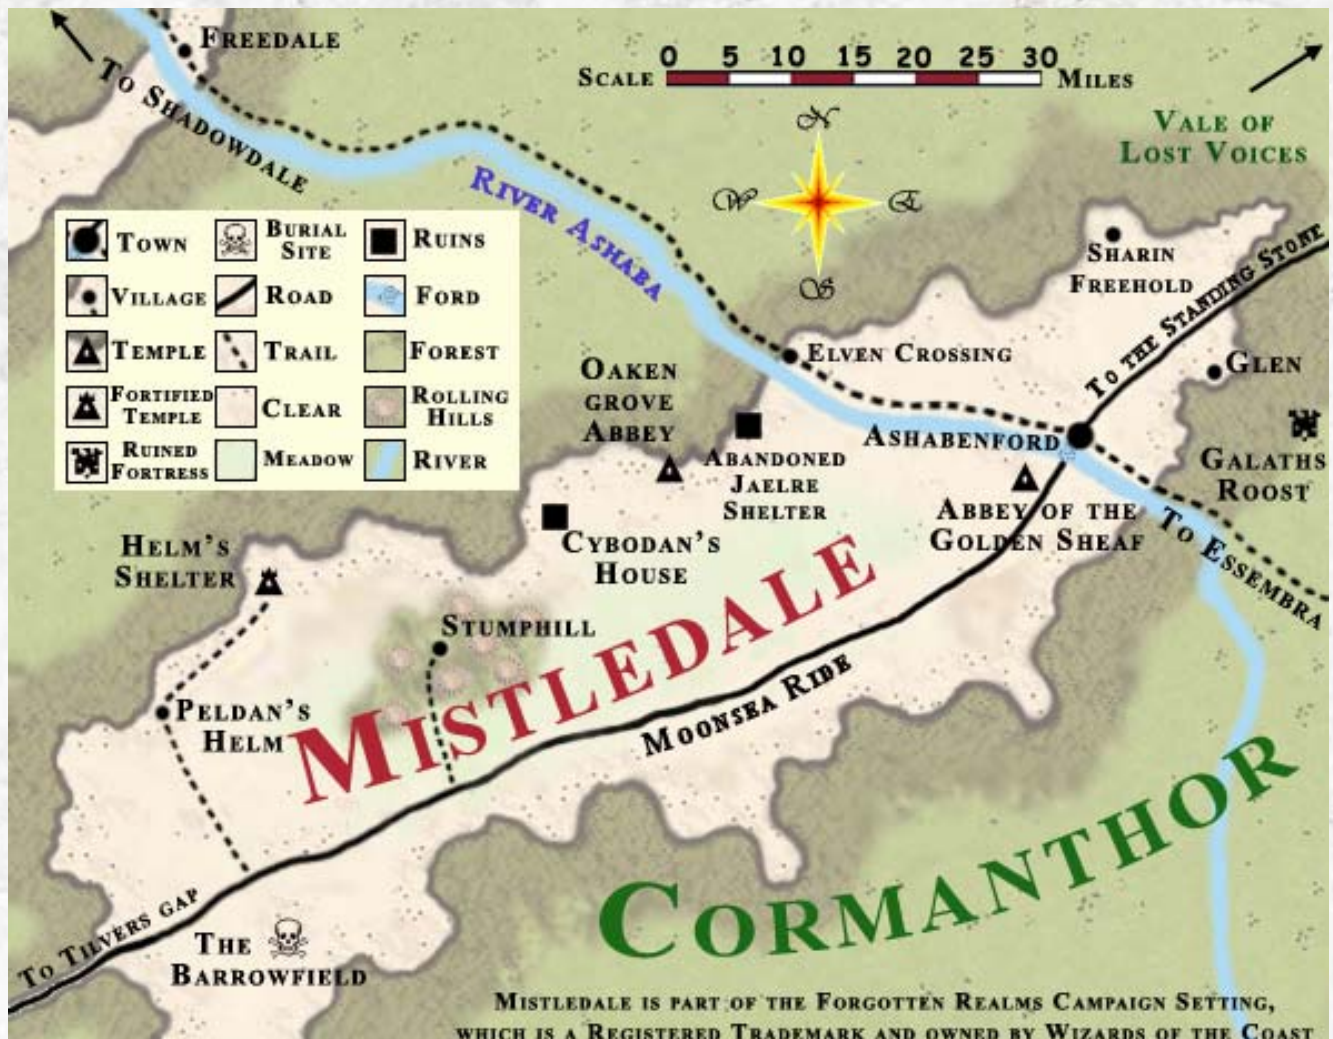 FREEDALE
TO SHADOWDALE
0 5 10 15 20 25 30
SCALE MILES
N
W E
S
VALE OF
LOST VOICES
RIVER ASHABA
TOWN
BURIAL
SITE
RUINS
VILLAGE
ROAD
FORD
TEMPLE
TRAIL
FOREST
FORTIFIED
TEMPLE
CLEAR
ROLLING
HILLS
RUINED
FORTRESS
MEADOW
RIVER
SHARIN
FREEHOLD
TO THE STANDING STONE
ELVEN CROSSING
GLEN
OAKEN
GROVE
ABBEY
ASHABENFORD
ABANDONED
JAELRE
SHELTER
GALATHS
ROOST
ABBEY OF THE
GOLDEN SHEAF
TO ESSEMBRA
CYBODAN'S
HOUSE
HELM'S
SHELTER
STUMPHILL
MISTLEDALE
PELDAN'S
HELM
MOONSEA RIDE
CORMANTHOR
TO TILVERS GAP
THE
BARROWFIELD
MISTLEDALE IS PART OF THE FORGOTTEN REALMS CAMPAIGN SETTING,
WHICH IS A REGISTERED TRADEMARK AND OWNED BY WIZARDS OF THE COAST